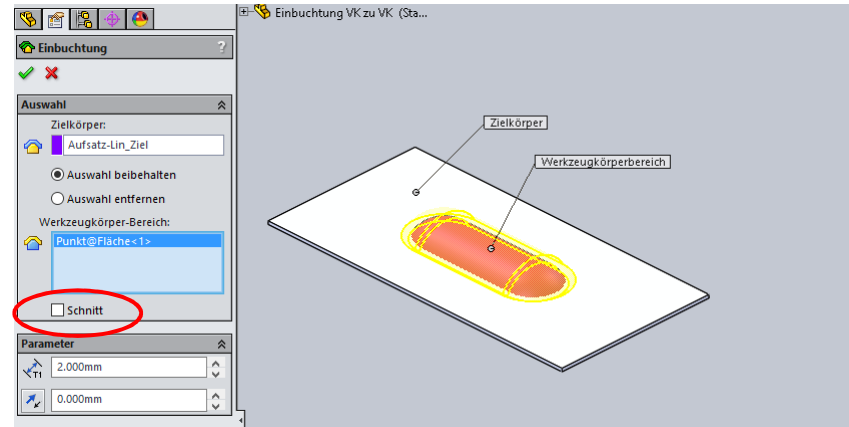 Einbuchtung VK zu VK (Sta...
Einbuchtung
?
Auswahl
Zielkörper:
Aufsatz-Lin_Ziel
Auswahl beibehalten
Auswahl entfernen
Werkzeugkörper-Bereich:
Punkt@Fläche<1>
Schnitt
Parameter
T1
2.000mm
0.000mm
Zielkörper
Werkzeugkörperbereich